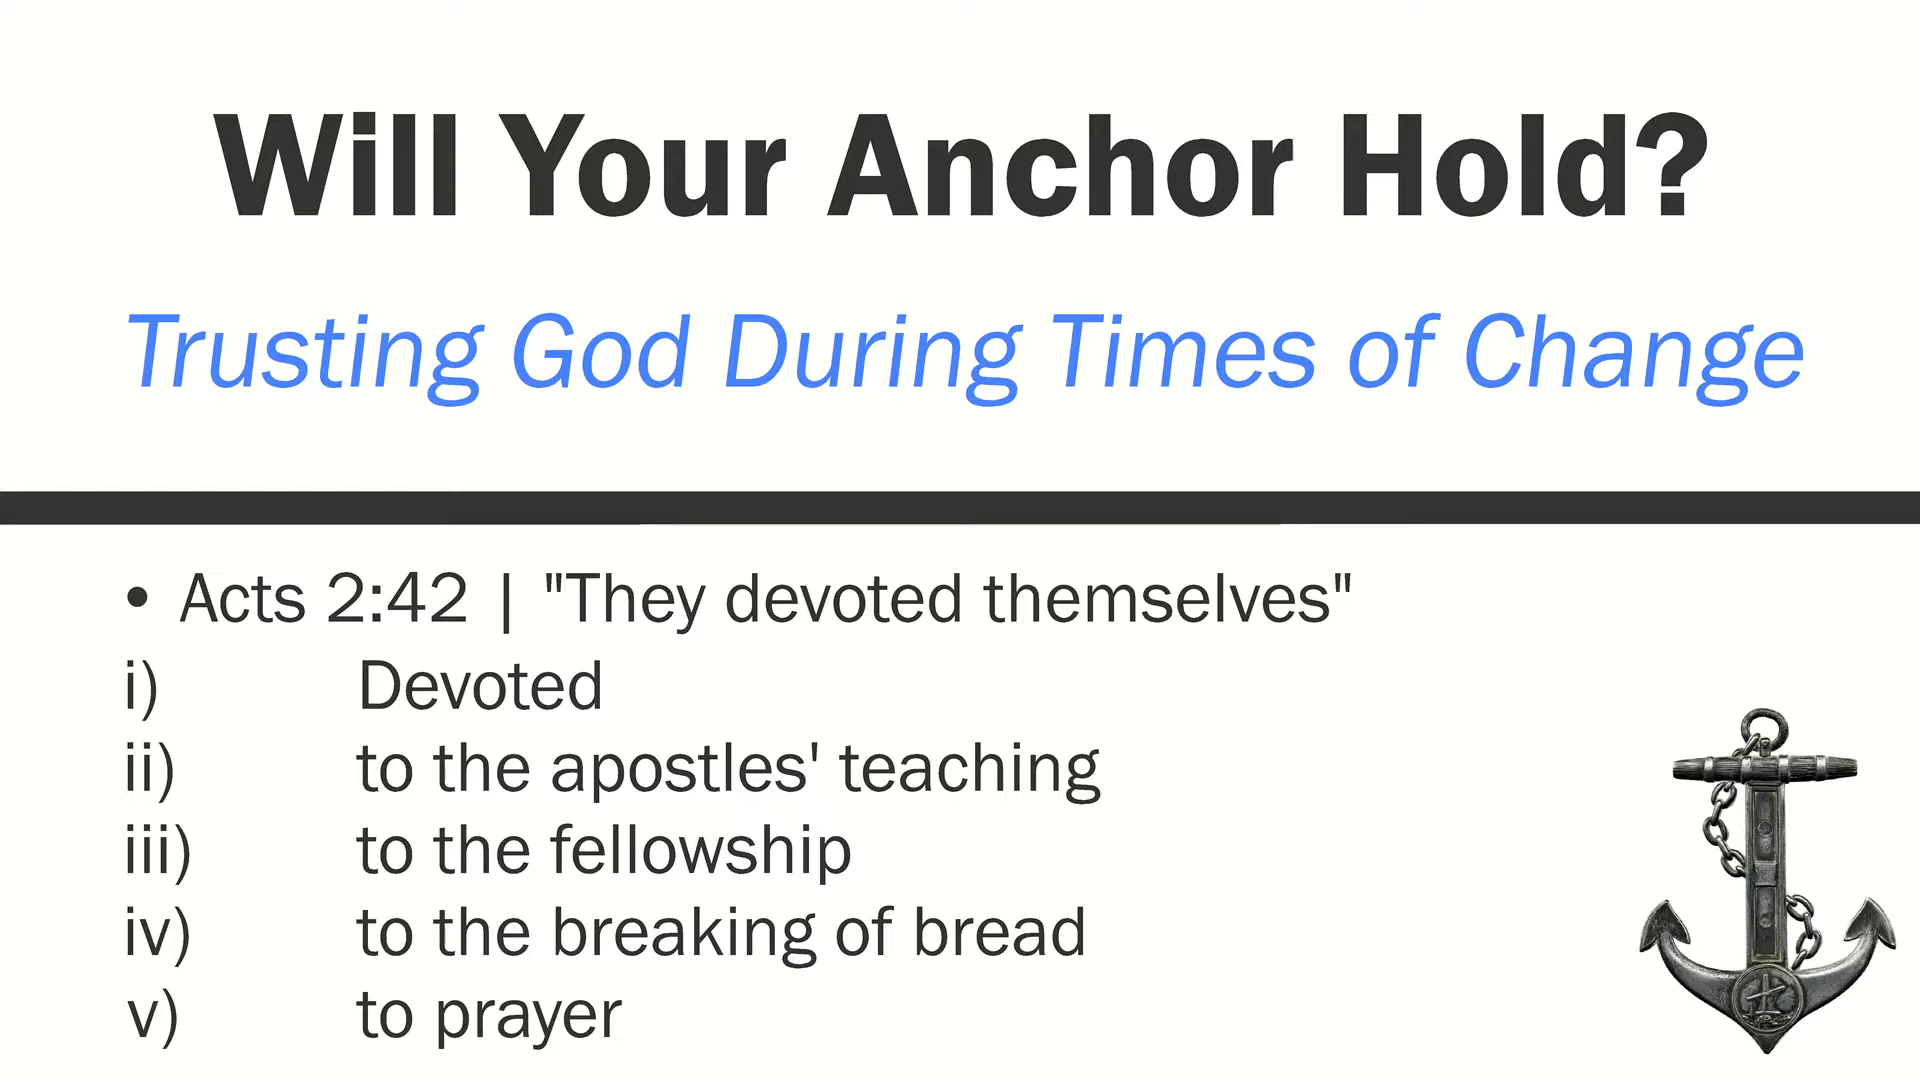 Will Your Anchor Hold?
Trusting God During Times of Change
• Acts 2:42 | "They devoted themselves"
i) Devoted
ii) to the apostles' teaching
iii) to the fellowship
iv) to the breaking of bread
v) to prayer